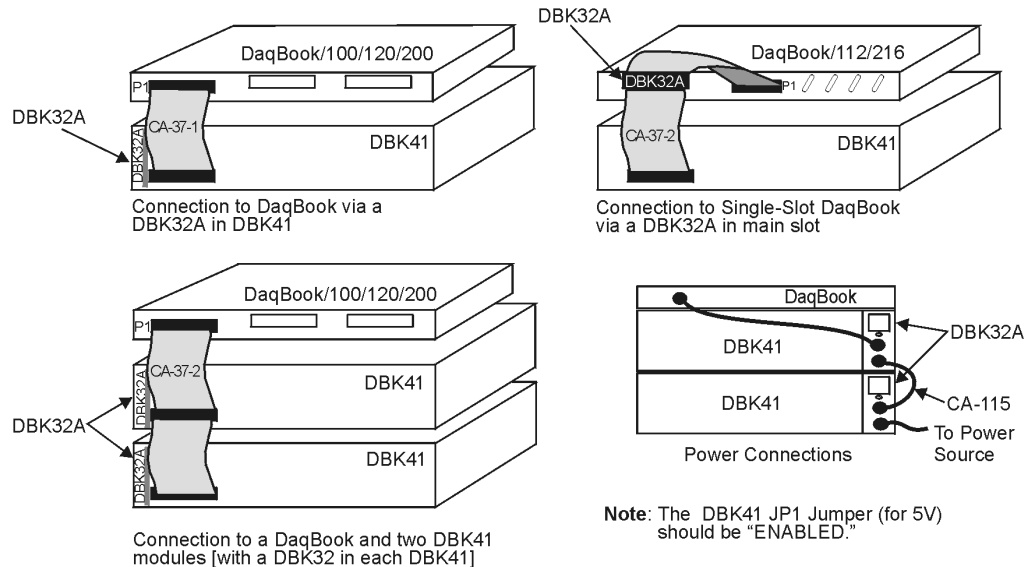 DBK32A
DaqBook/100/120/200
P1
CA-37-1
DBK32A
DBK32A
DBK41
Connection to DaqBook via a
DBK32A in DBK41
DaqBook/112/216
DBK32A
P1
CA-37-2
DBK41
Connection to Single-Slot DaqBook
via a DBK32A in main slot
DaqBook/100/120/200
P1
CA-37-2
DBK32A
DBK41
DBK32A
DBK32A
DBK41
Connection to a DaqBook and two DBK41
modules [with a DBK32 in each DBK41]
DaqBook
DBK41
DBK32A
DBK41
CA-115
To Power
Source
Power Connections
Note: The DBK41 JP1 Jumper (for 5V)
should be “ENABLED.”